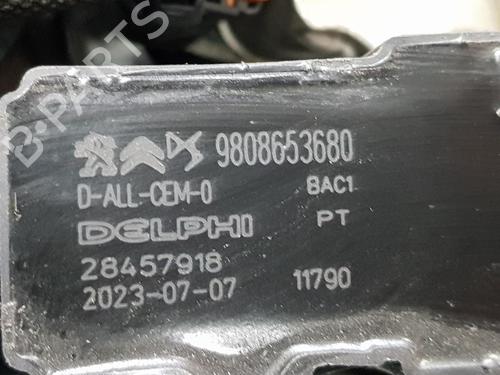 B-PARTS
9808653680
D-ALL-CEM-0 8AC1
DELPHI PT
28457918
2023-07-07 11790